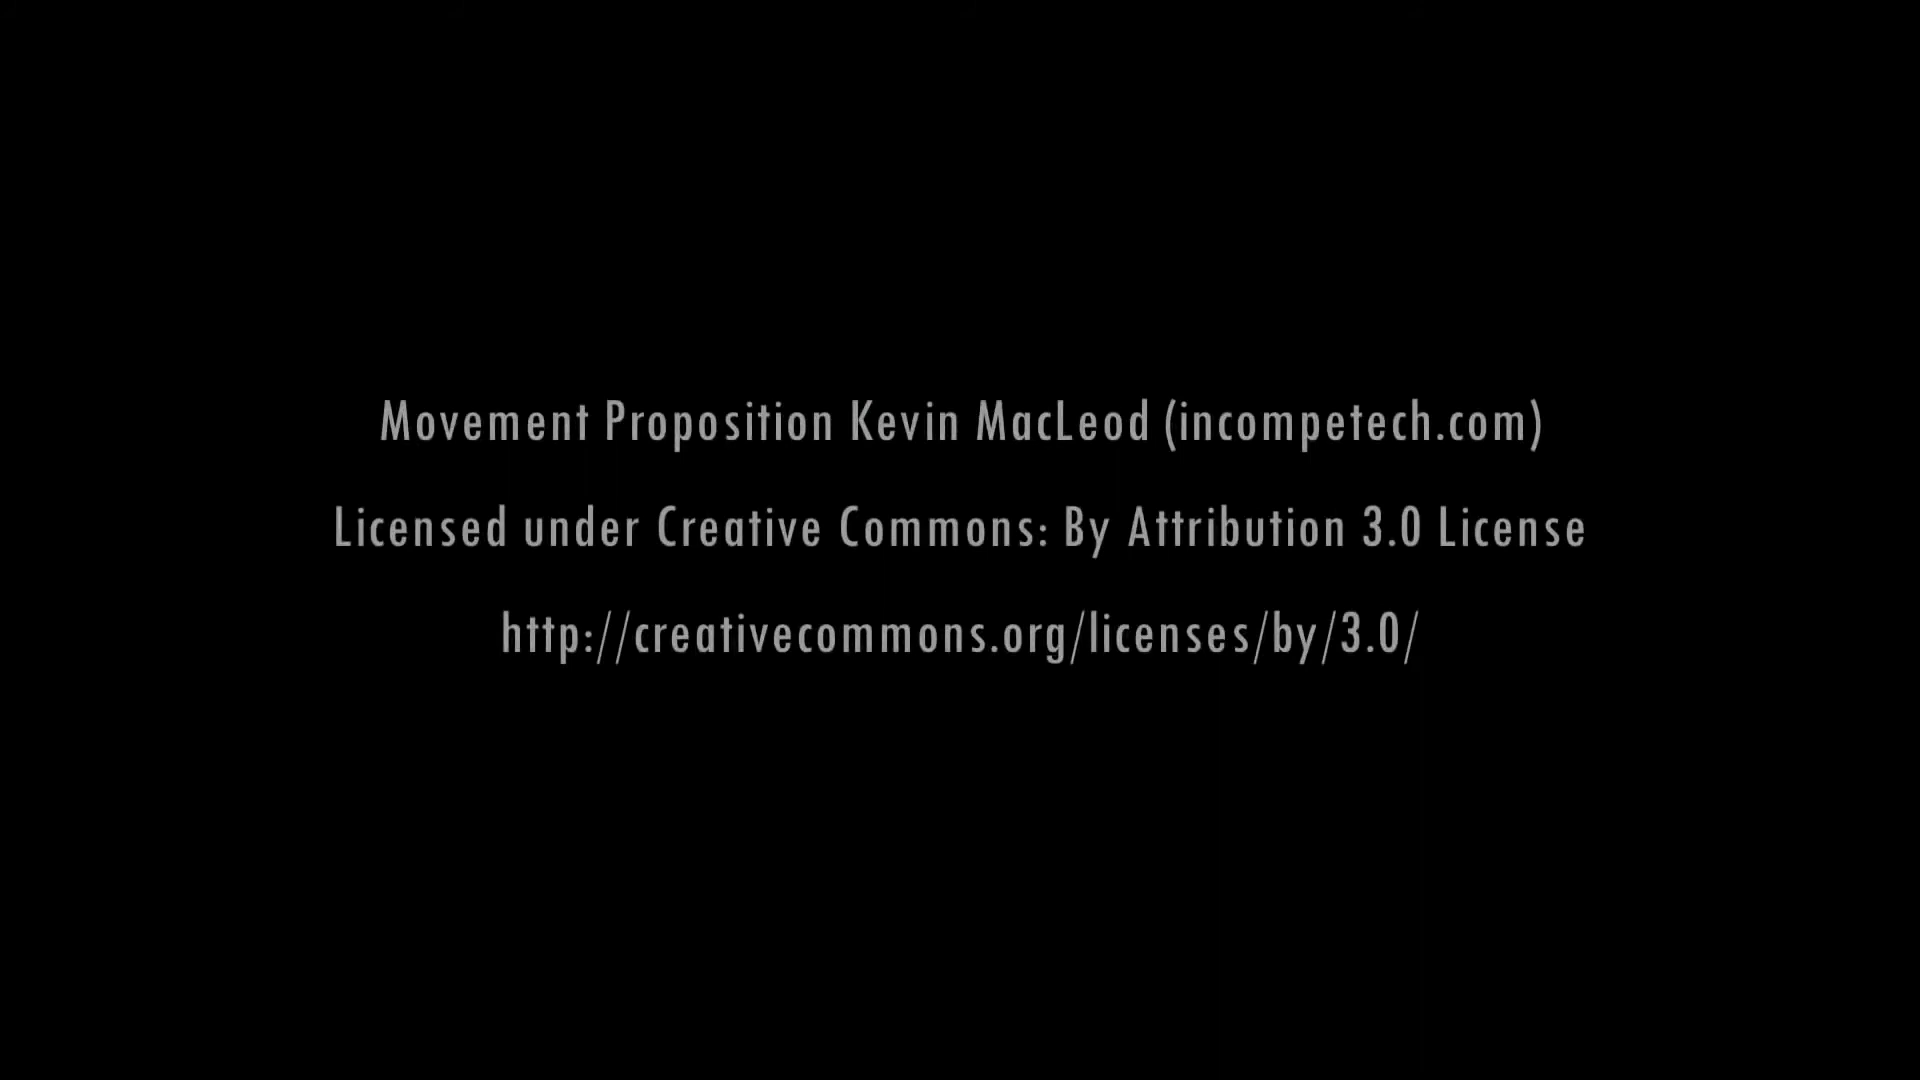 Movement Proposition Kevin MacLeod (incompetech.com)
Licensed under Creative Commons: By Attribution 3.0 License
http://creativecommons.org/licenses/by/3.0/